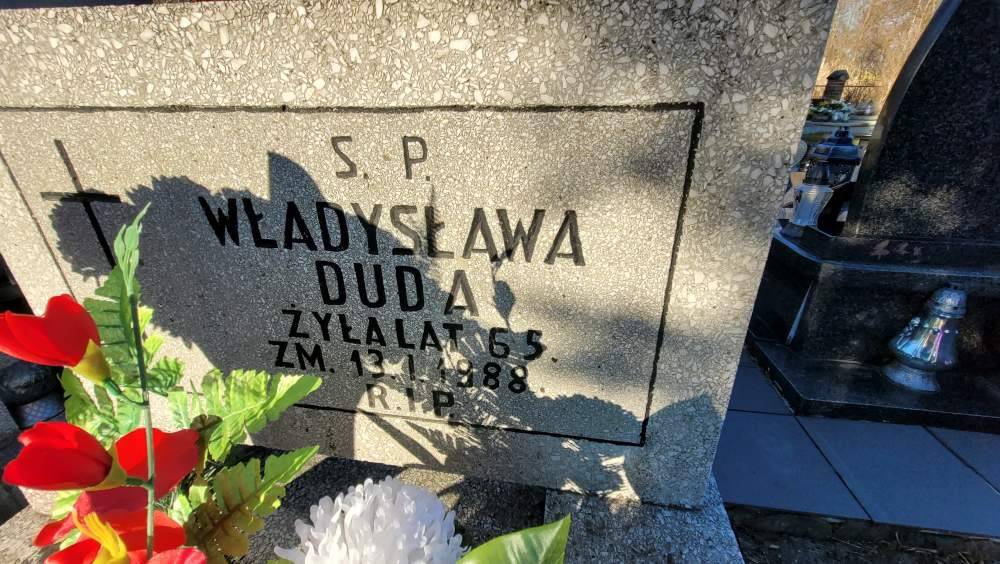 S. P.
WŁADYSŁAWA
DUDA
ŻYŁA LAT 65.
ZM. 13.I.1988.
R.I.P.